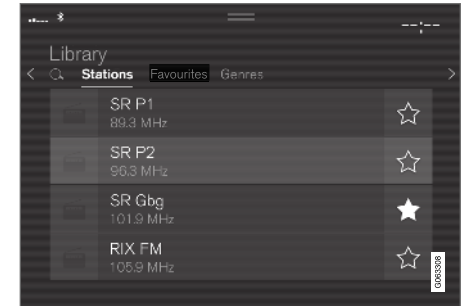 --:--
Library
Stations Favourites Genres
SR P1
89.3 MHz
SR P2
96.3 MHz
SR Gbg
101.9 MHz
RIX FM
105.9 MHz
G063308